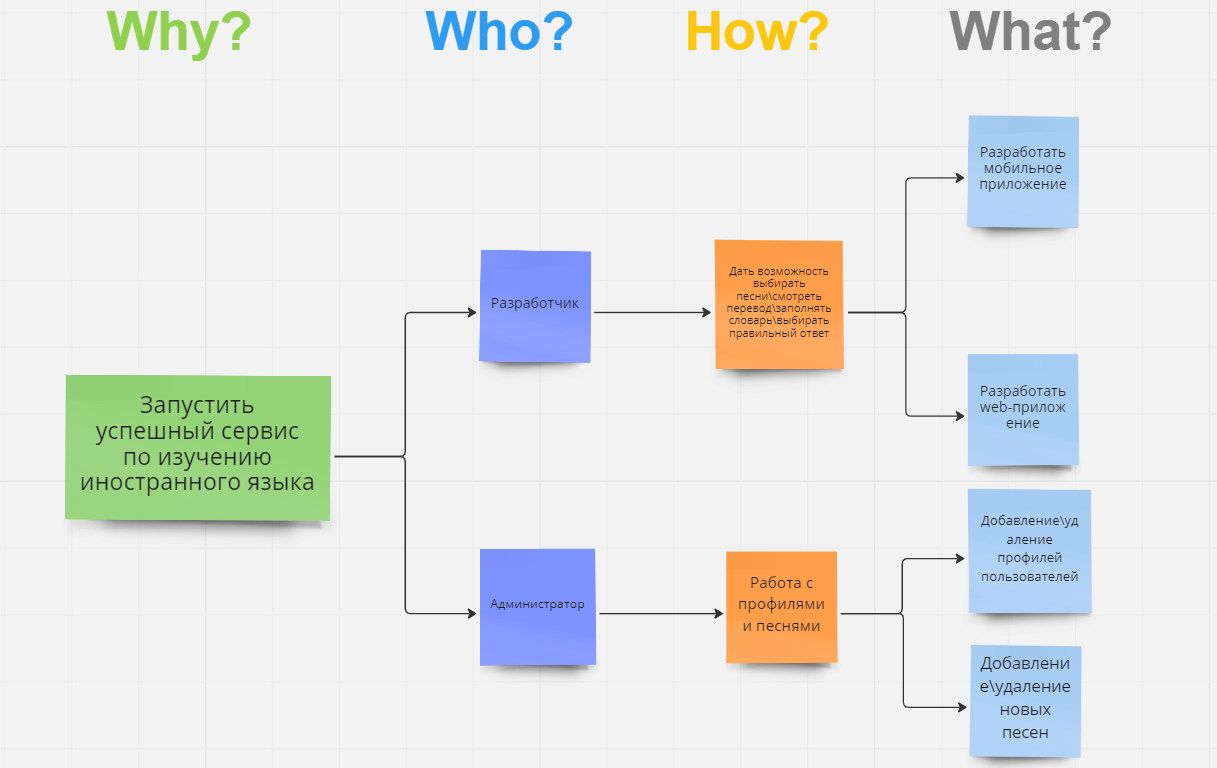 Why?
Who?
How?
What?
Запустить
успешный сервис
по изучению
иностранного языка
Разработчик
Дать возможность
выбирать
песни\смотреть
перевод\заполнять
словарь\выбирать
правильный ответ
Разработать
мобильное
приложение
Разработать
web-прилож
ение
Администратор
Работа с
профилями
и песнями
Добавление\уд
аление
профилей
пользователей
Добавлени
е\удаление
новых
песен